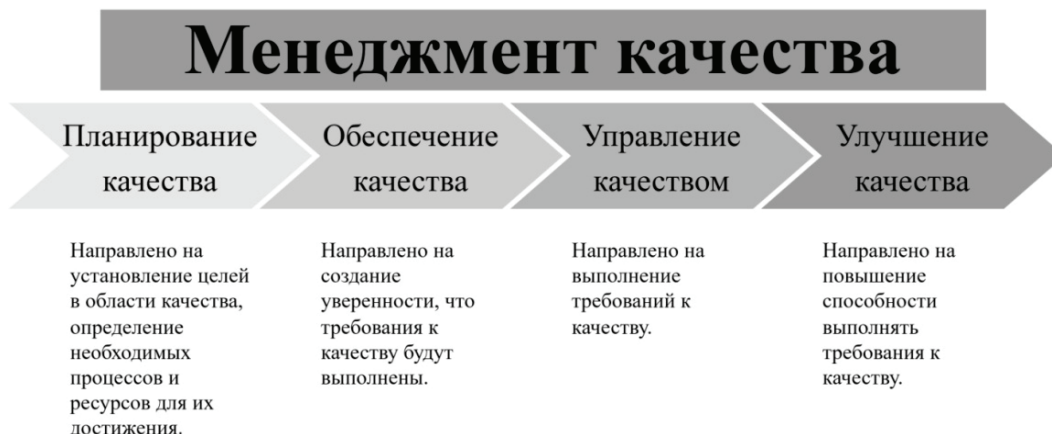 Менеджмент качества
Планирование
качества
Обеспечение
качества
Управление
качеством
Улучшение
качества
Направлено на
установление целей
в области качества,
определение
необходимых
процессов и
ресурсов для их
достижения.
Направлено на
создание
уверенности, что
требования к
качеству будут
выполнены.
Направлено на
выполнение
требований к
качеству.
Направлено на
повышение
способности
выполнять
требования к
качеству.